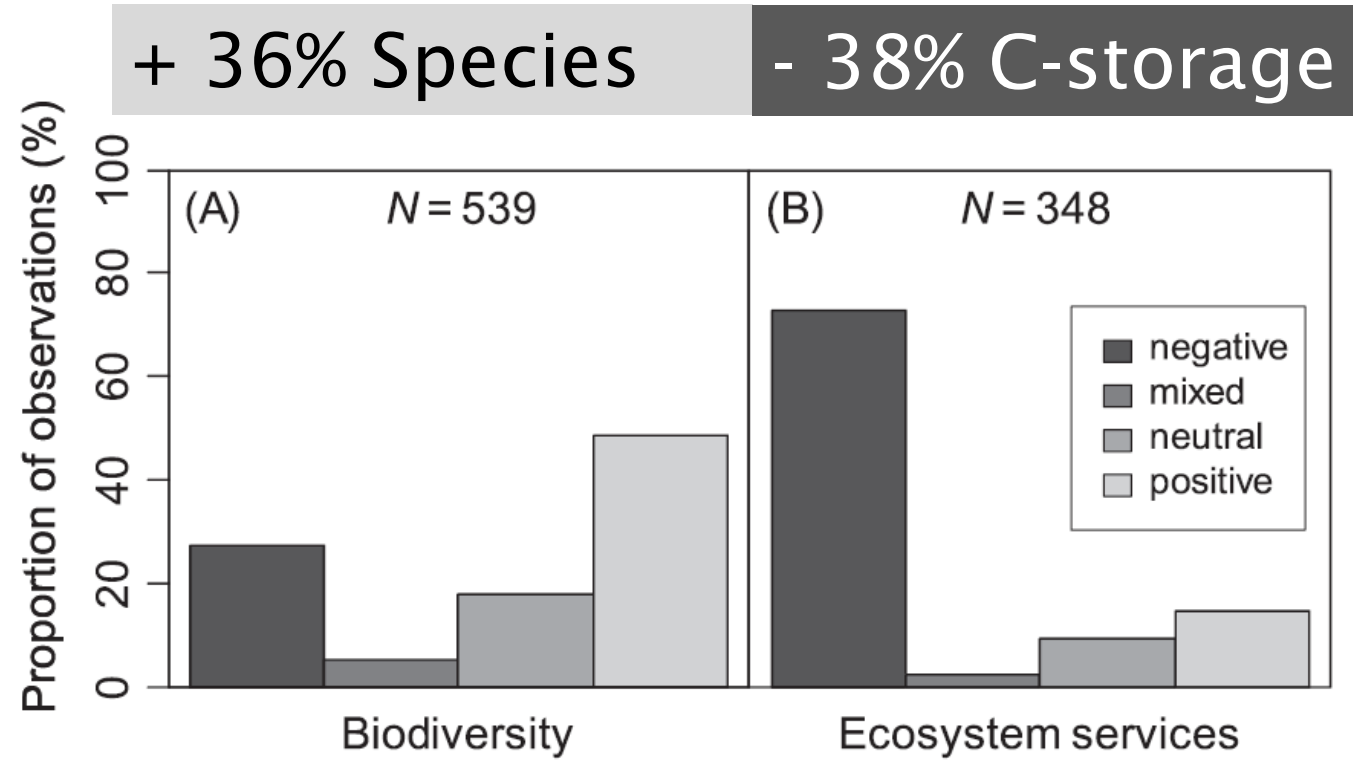 + 36% Species
- 38% C-storage
Proportion of observations (%)
100
80
60
40
20
0
(A)
N = 539
(B)
N = 348
negative
mixed
neutral
positive
Biodiversity
Ecosystem services